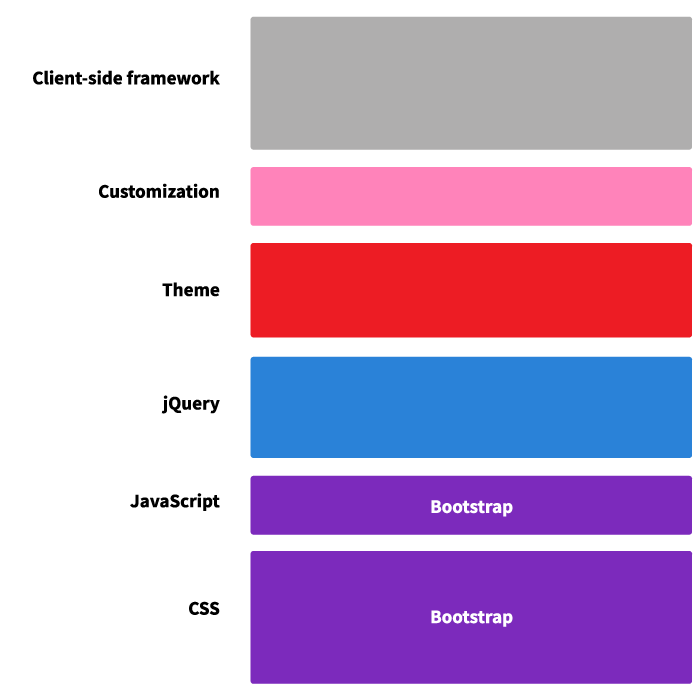 Client-side framework
Customization
Theme
jQuery
JavaScript
Bootstrap
CSS
Bootstrap